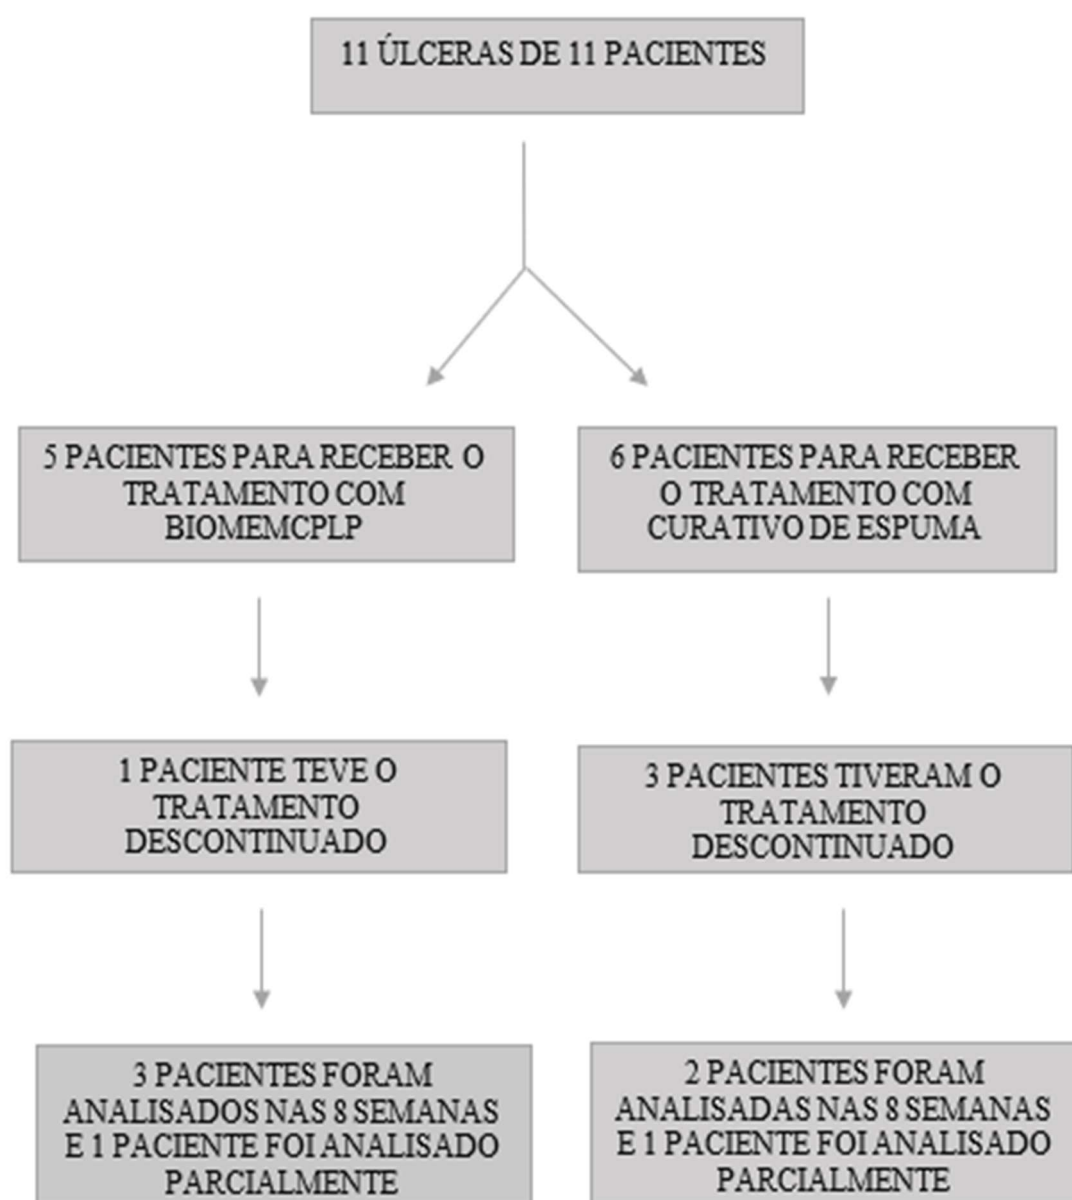 11 ÚLCERAS DE 11 PACIENTES
5 PACIENTES PARA RECEBER O
TRATAMENTO COM
BIOMEMCPLP
6 PACIENTES PARA RECEBER
O TRATAMENTO COM
CURATIVO DE ESPUMA
1 PACIENTE TEVE O
TRATAMENTO
DESCONTINUADO
3 PACIENTES TIVERAM O
TRATAMENTO
DESCONTINUADO
3 PACIENTES FORAM
ANALISADOS NAS 8 SEMANAS
E 1 PACIENTE FOI ANALISADO
PARCIALMENTE
2 PACIENTES FORAM
ANALISADAS NAS 8 SEMANAS
E 1 PACIENTE FOI ANALISADO
PARCIALMENTE